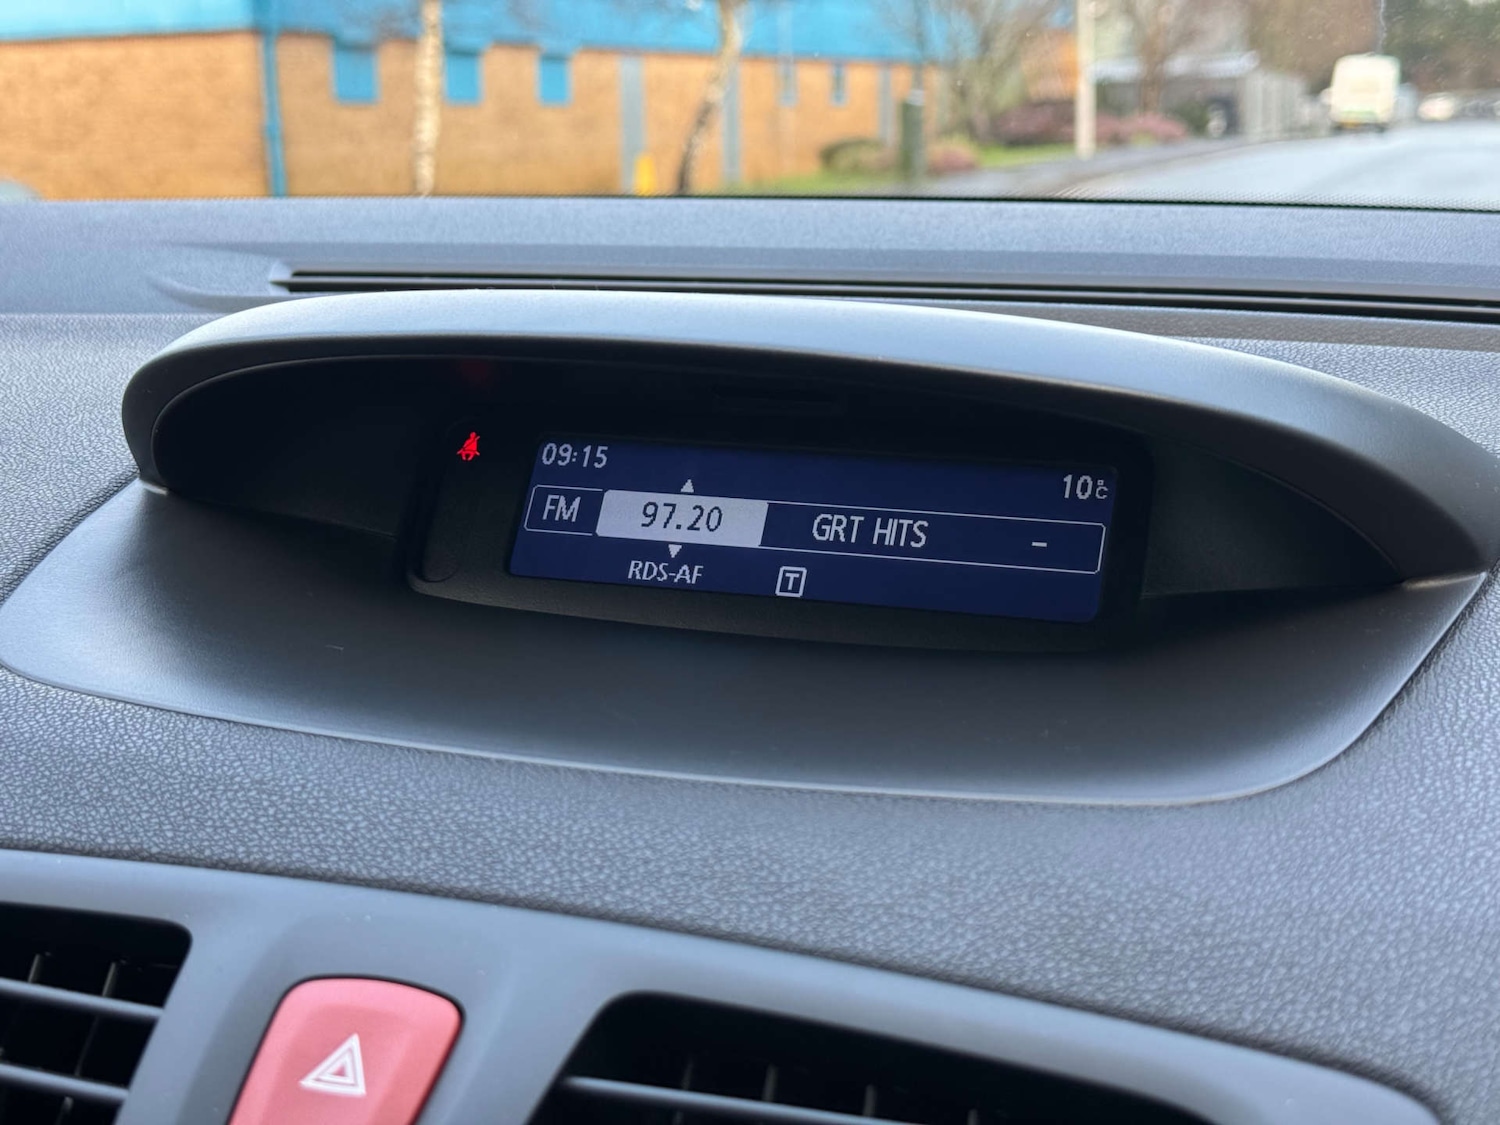 09:15
10°C
FM 97.20 GRT HITS -
RDS-AF T